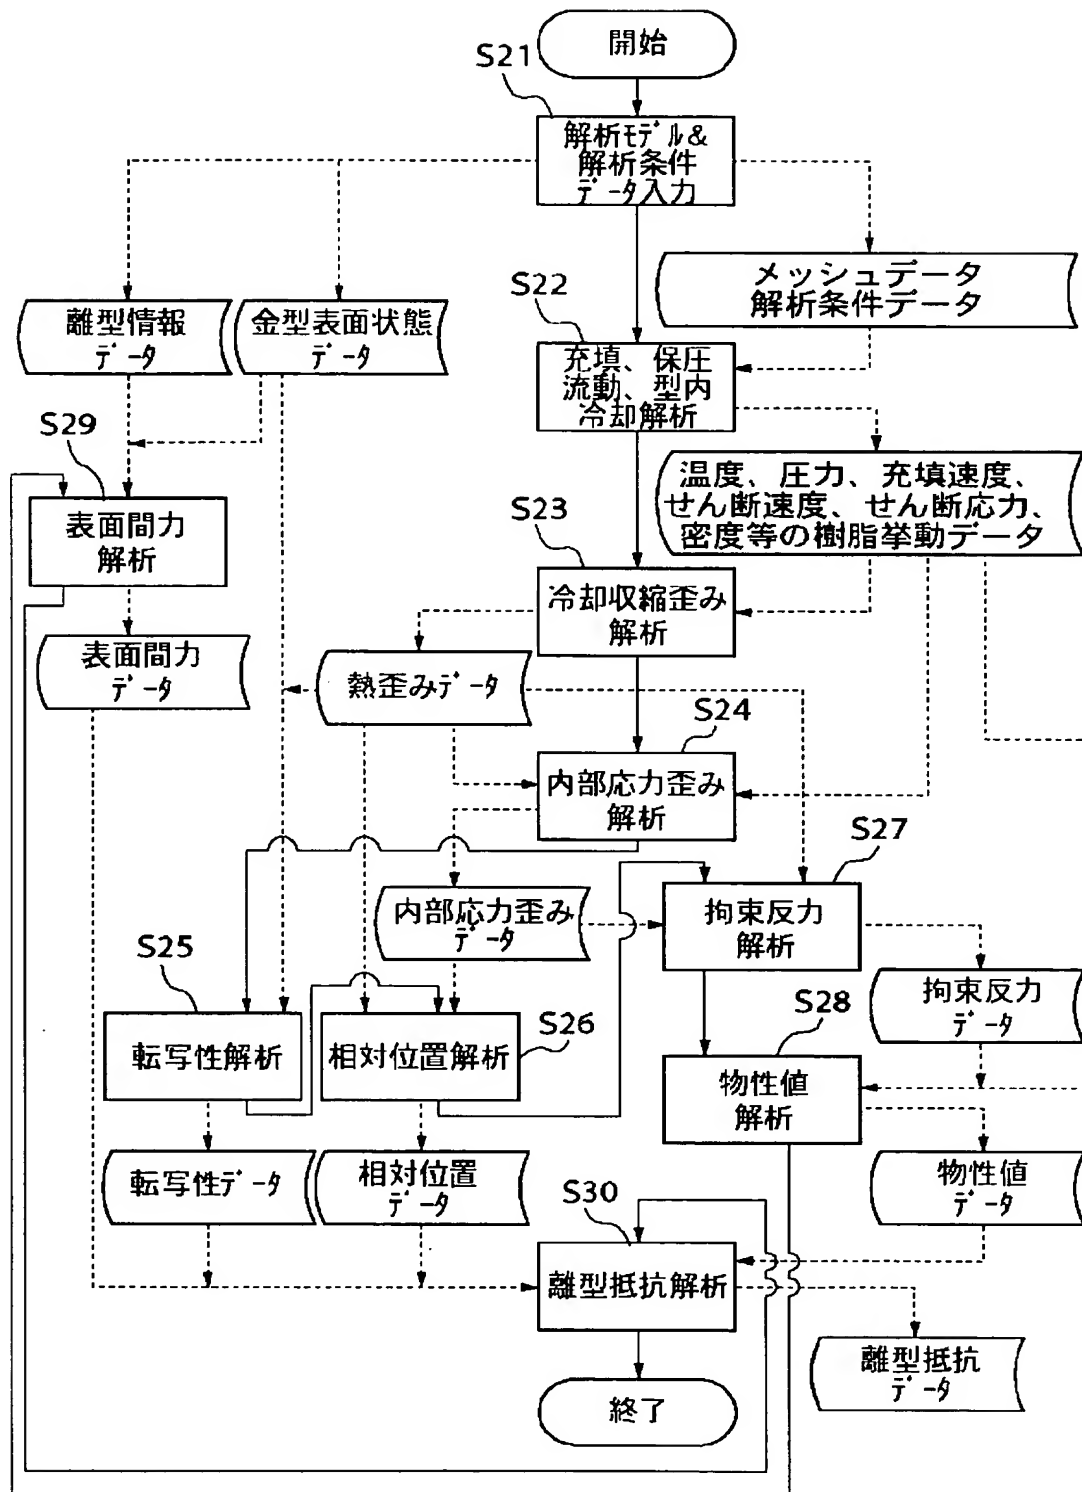 開始
S21
解析モデル&
解析条件
データ入力
メッシュデータ
解析条件データ
S22
離型情報
データ
金型表面状態
データ
充填、保圧
流動、型内
冷却解析
S29
温度、圧力、充填速度、
せん断速度、せん断応力、
密度等の樹脂挙動データ
表面間力
解析
S23
冷却収縮歪み
解析
表面間力
データ
熱歪みデータ
S24
内部応力歪み
解析
S27
内部応力歪み
データ
拘束反力
解析
S25
拘束反力
データ
S28
転写性解析
相対位置解析
S26
物性値
解析
転写性データ
相対位置
データ
物性値
データ
S30
離型抵抗解析
離型抵抗
データ
終了